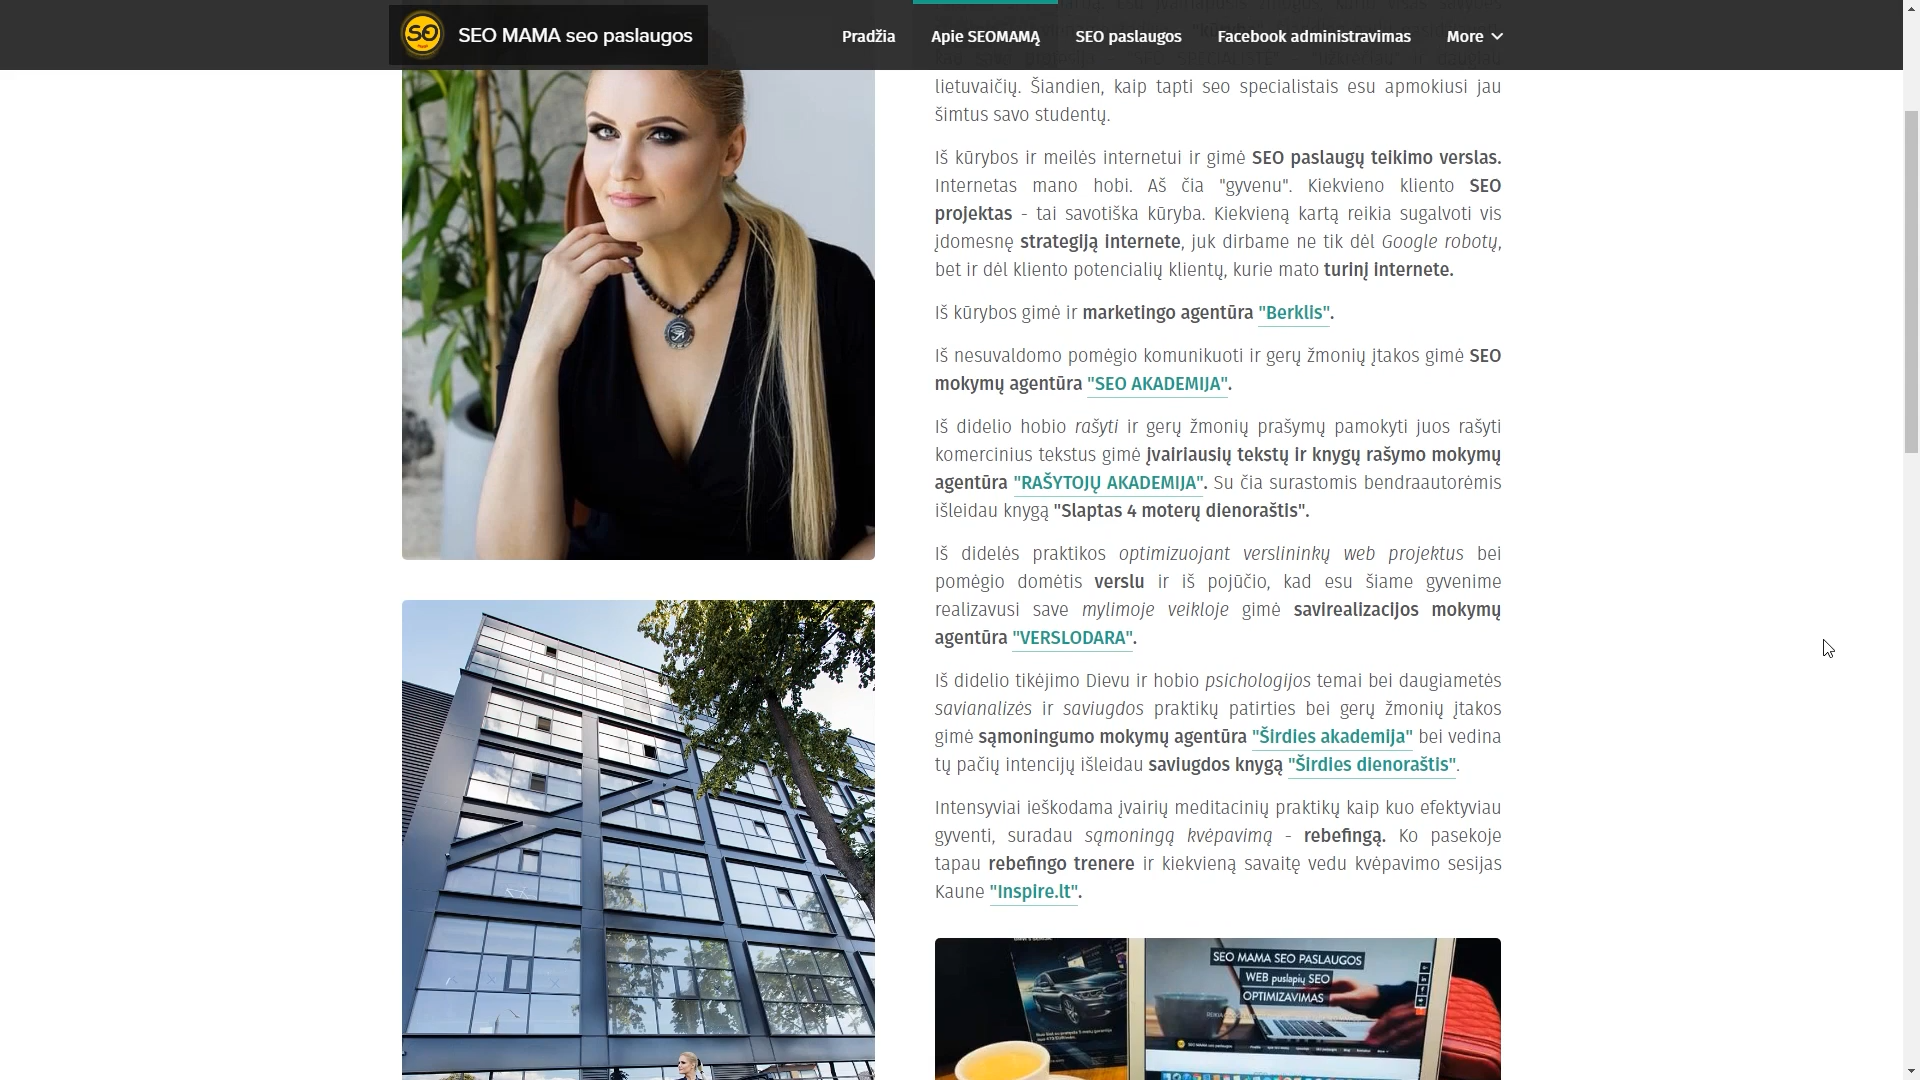 SEO MAMA seo paslaugos
Pradžia
Apie SEOMAMĄ
SEO paslaugos
Facebook administravimas
More
lietuvaičių. Šiandien, kaip tapti seo specialistais esu apmokiusi jau
šimtus savo studentų.
Iš kūrybos ir meilės internetui ir gimė SEO paslaugų teikimo verslas.
Internetas mano hobi. Aš čia "gyvenu". Kiekvieno kliento SEO
projektas - tai savotiška kūryba. Kiekvieną kartą reikia sugalvoti vis
įdomesnę strategiją internete, juk dirbame ne tik dėl Google robotų,
bet ir dėl kliento potencialių klientų, kurie mato turinį internete.
Iš kūrybos gimė ir marketingo agentūra "Berklis".
Iš nesuvaldomo pomėgio komunikuoti ir gerų žmonių įtakos gimė SEO
mokymų agentūra "SEO AKADEMIJA".
Iš didelio hobio rašyti ir gerų žmonių prašymų pamokyti juos rašyti
komercinius tekstus gimė įvairiausių tekstų ir knygų rašymo mokymų
agentūra "RAŠYTOJŲ AKADEMIJA". Su čia surastomis bendraautorėmis
išleidau knygą "Slaptas 4 moterų dienoraštis".
Iš didelės praktikos optimizuojant verslininkų web projektus bei
pomėgio domėtis verslu ir iš pojūčio, kad esu šiame gyvenime
realizavusi save mylimoje veikloje gimė savirealizacijos mokymų
agentūra "VERSLODARA".
Iš didelio tikėjimo Dievu ir hobio psichologijos temai bei daugiametės
savianalizės ir saviugdos praktikų patirties bei gerų žmonių įtakos
gimė sąmoningumo mokymų agentūra "Širdies akademija" bei vedina
tų pačių intencijų išleidau saviugdos knygą "Širdies dienoraštis".
Intensyviai ieškodama įvairių meditacinių praktikų kaip kuo efektyviau
gyventi, suradau sąmoningą kvėpavimą - rebefingą. Ko pasekoje
tapau rebefingo trenere ir kiekvieną savaitę vedu kvėpavimo sesijas
Kaune "Inspire.lt".
SEO MAMA SEO PASLAUGOS
WEB puslapių SEO
OPTIMIZAVIMAS